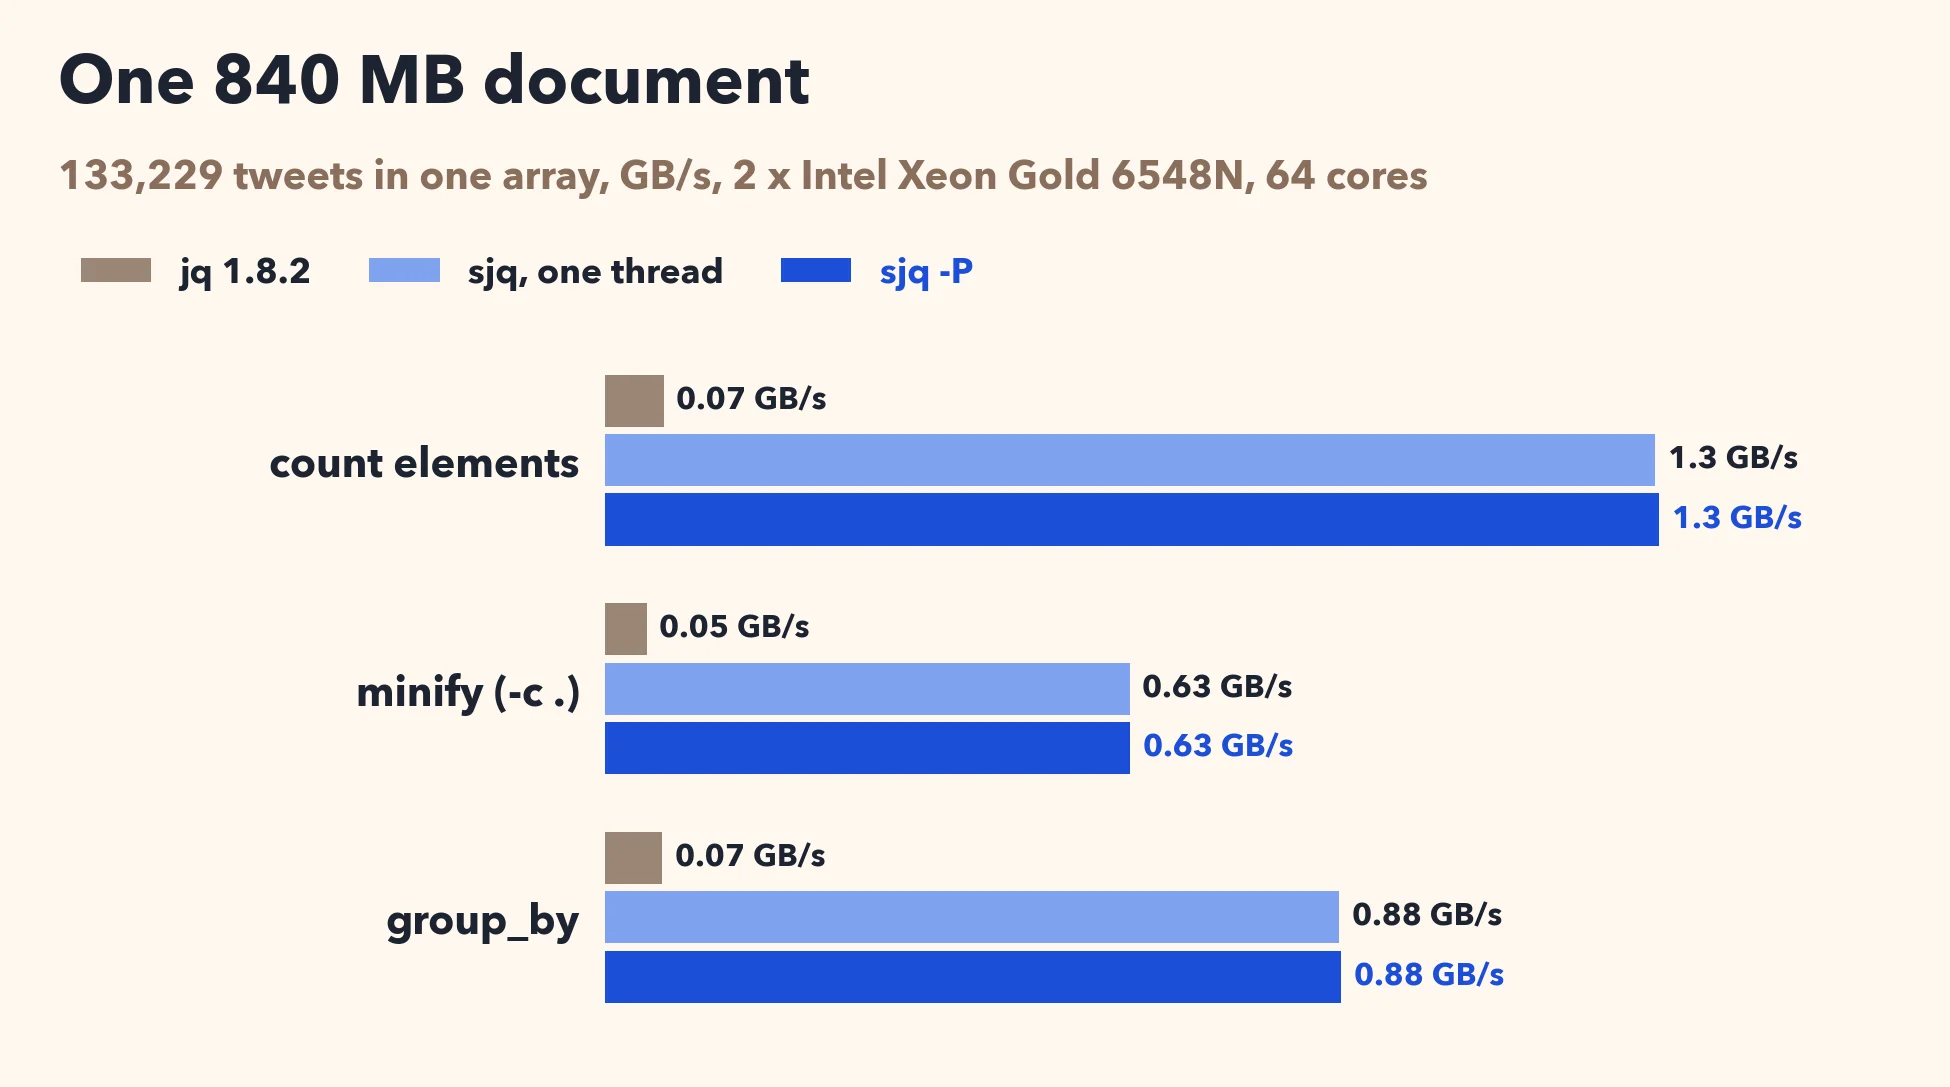 One 840 MB document
133,229 tweets in one array, GB/s, 2 x Intel Xeon Gold 6548N, 64 cores
jq 1.8.2 sjq, one thread sjq -P
0.07 GB/s
count elements
1.3 GB/s
1.3 GB/s
0.05 GB/s
minify (-c .)
0.63 GB/s
0.63 GB/s
0.07 GB/s
group_by
0.88 GB/s
0.88 GB/s